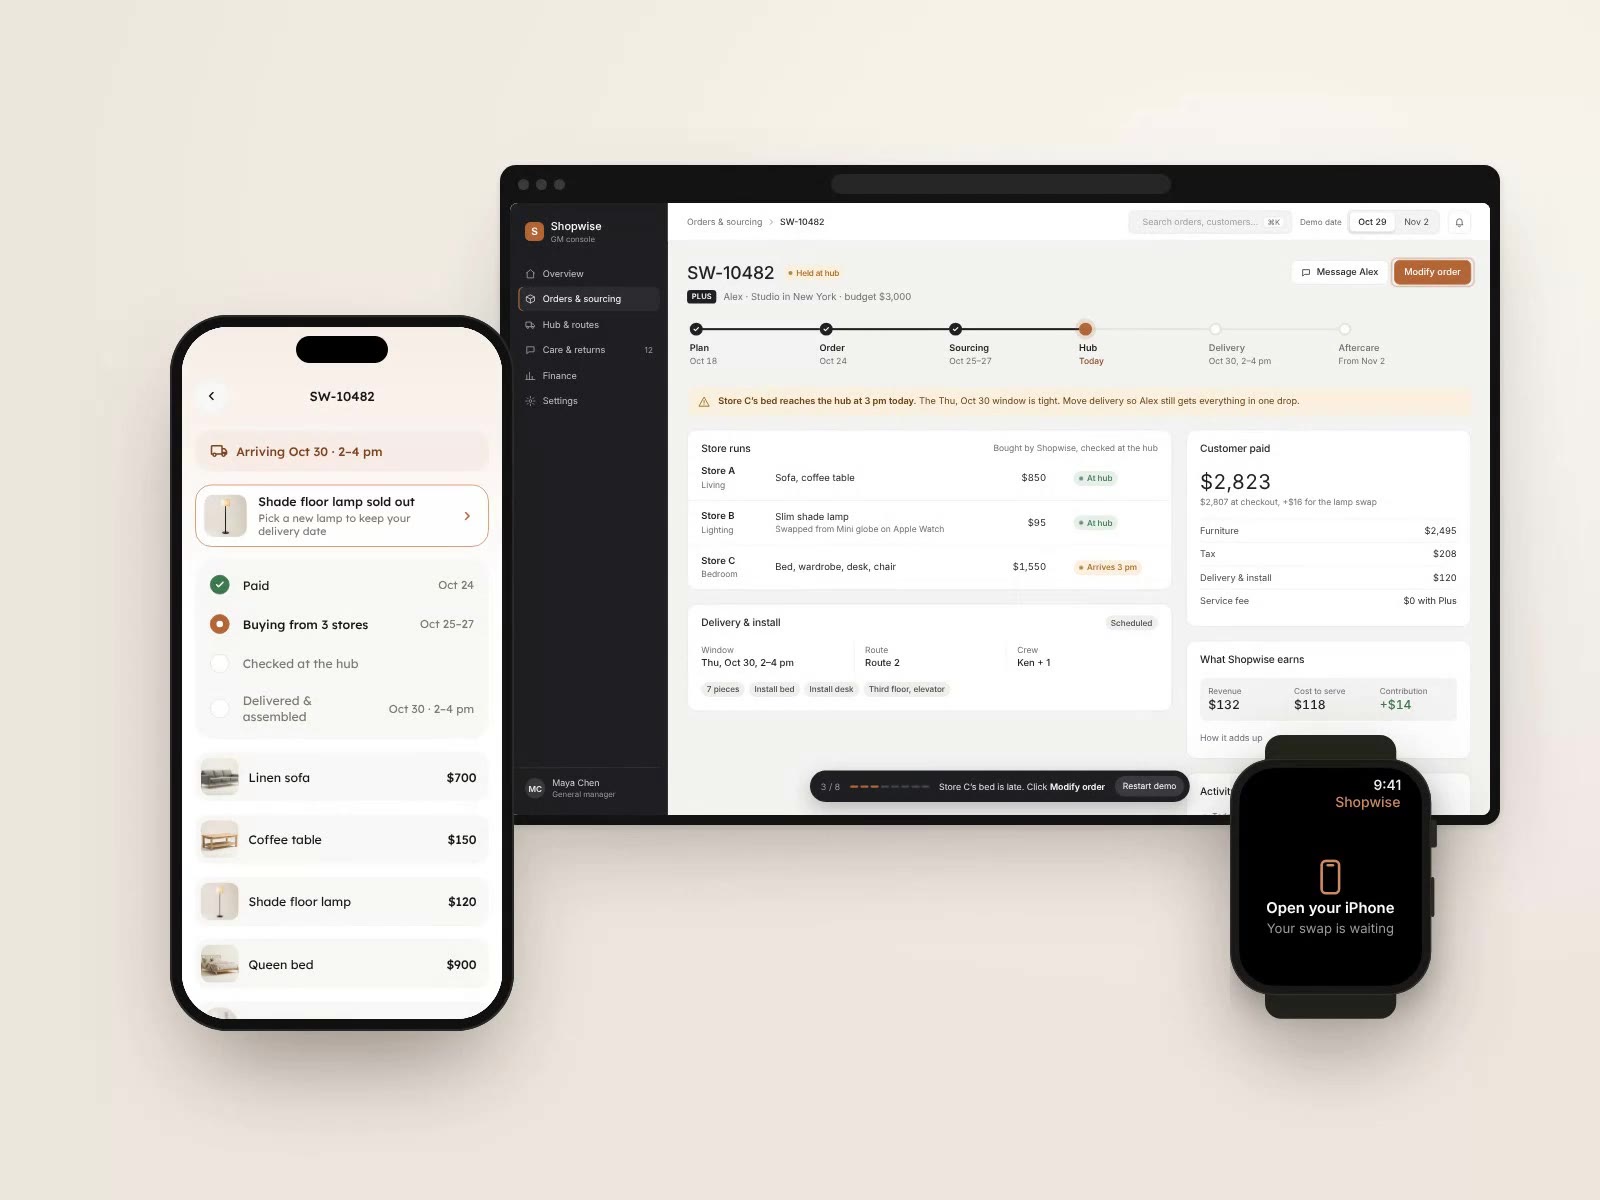 SW-10482
Arriving Oct 30 · 2–4 pm
Shade floor lamp sold out
Pick a new lamp to keep your
delivery date
Paid
Oct 24
Buying from 3 stores
Oct 25–27
Checked at the hub
Delivered &
assembled
Oct 30 · 2–4 pm
Linen sofa
$700
Coffee table
$150
Shade floor lamp
$120
Queen bed
$900
S
Shopwise
GM console
Overview
Orders & sourcing
Hub & routes
Care & returns
12
Finance
Settings
MC
Maya Chen
General manager
Orders & sourcing > SW-10482
Search orders, customers... ⌘K
Demo date
Oct 29
Nov 2
SW-10482
Held at hub
Message Alex
Modify order
PLUS
Alex · Studio in New York · budget $3,000
Plan
Oct 18
Order
Oct 24
Sourcing
Oct 25–27
Hub
Today
Delivery
Oct 30, 2–4 pm
Aftercare
From Nov 2
Store C's bed reaches the hub at 3 pm today. The Thu, Oct 30 window is tight. Move delivery so Alex still gets everything in one drop.
Store runs
Bought by Shopwise, checked at the hub
Store A
Living
Sofa, coffee table
$850
At hub
Store B
Lighting
Slim shade lamp
Swapped from Mini globe on Apple Watch
$95
At hub
Store C
Bedroom
Bed, wardrobe, desk, chair
$1,550
Arrives 3 pm
Delivery & install
Scheduled
Window
Thu, Oct 30, 2–4 pm
Route
Route 2
Crew
Ken + 1
7 pieces
Install bed
Install desk
Third floor, elevator
Customer paid
$2,823
$2,807 at checkout, +$16 for the lamp swap
Furniture
$2,495
Tax
$208
Delivery & install
$120
Service fee
$0 with Plus
What Shopwise earns
Revenue
$132
Cost to serve
$118
Contribution
+$14
How it adds up
3 / 8
Store C's bed is late. Click Modify order
Restart demo
9:41
Shopwise
Open your iPhone
Your swap is waiting